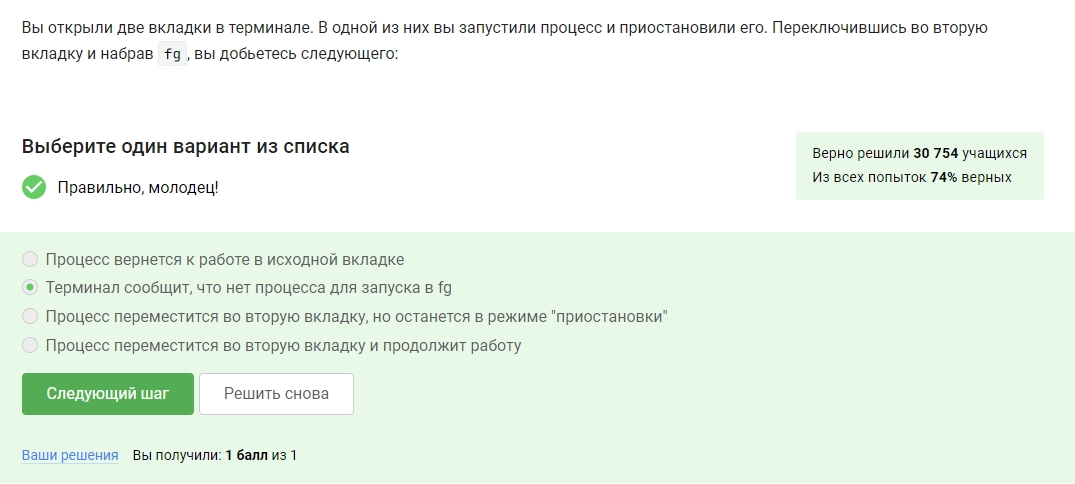 Вы открыли две вкладки в терминале. В одной из них вы запустили процесс и приостановили его. Переключившись во вторую
вкладку и набрав fg, вы добьетесь следующего:
Выберите один вариант из списка
Правильно, молодец!
Верно решили 30 754 учащихся
Из всех попыток 74% верных
Процесс вернется к работе в исходной вкладке
Терминал сообщит, что нет процесса для запуска в fg
Процесс переместится во вторую вкладку, но останется в режиме "приостановки"
Процесс переместится во вторую вкладку и продолжит работу
Следующий шаг
Решить снова
Ваши решения Вы получили: 1 балл из 1